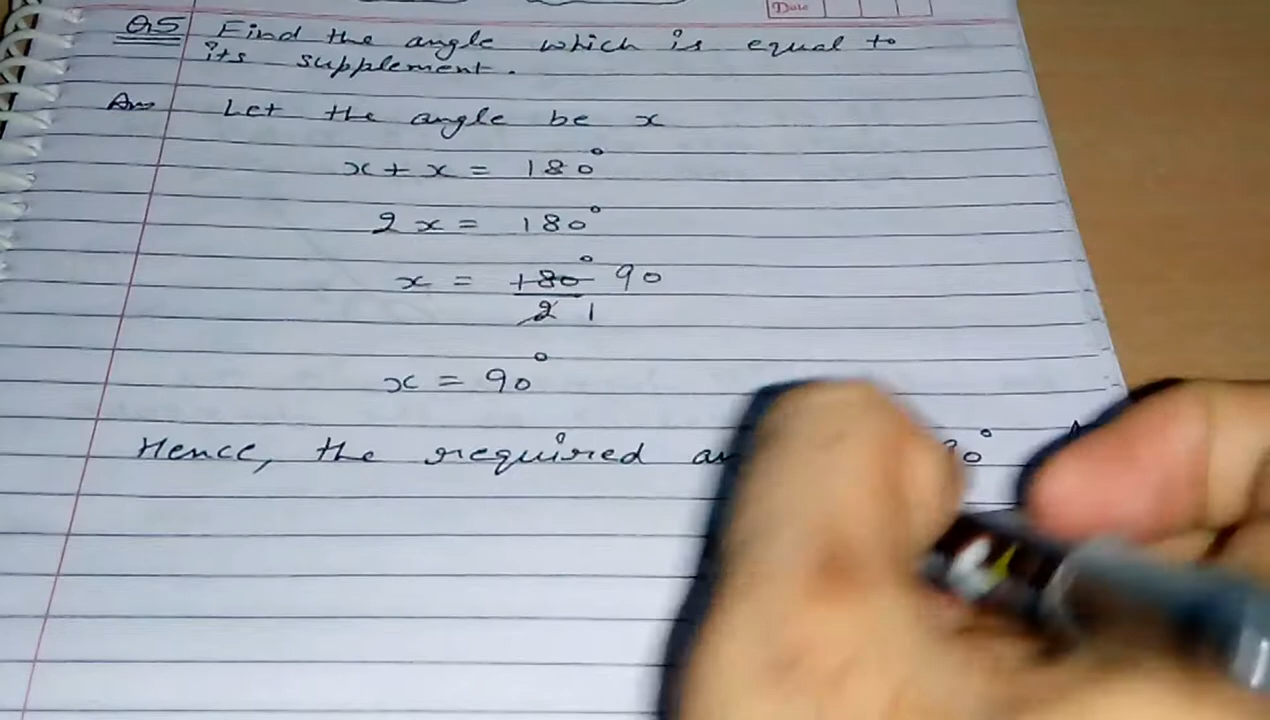 Date
Q5 Find the angle which is equal to
its supplement.
Ans Let the angle be x
x + x = 180°
2x = 180°
x = 180° 90
2 1
x = 90°
Hence, the required